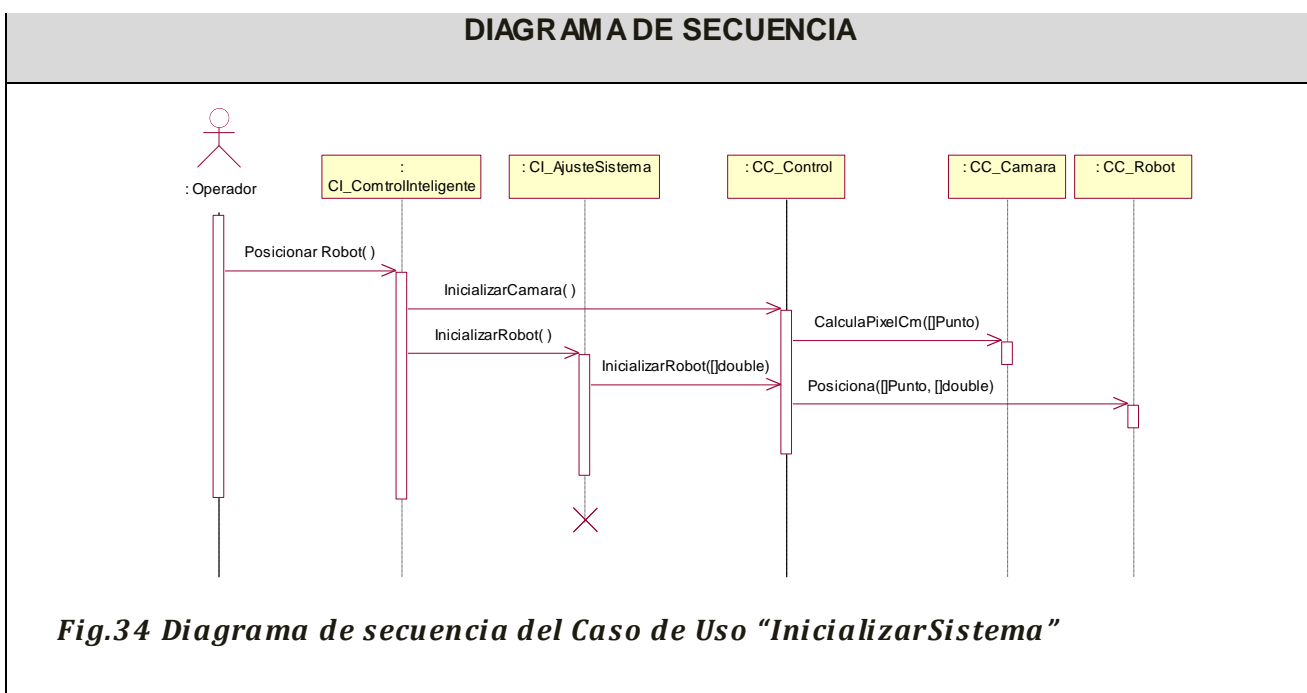 DIAGRAMA DE SECUENCIA
: Operador
:
CI_ComtrolInteligente
: CI_AjusteSistema
: CC_Control
: CC_Camara
: CC_Robot
Posicionar Robot( )
InicializarCamara( )
CalculaPixelCm([]Punto)
InicializarRobot( )
InicializarRobot([]double)
Posiciona([]Punto, []double)
Fig.34 Diagrama de secuencia del Caso de Uso “InicializarSistema”